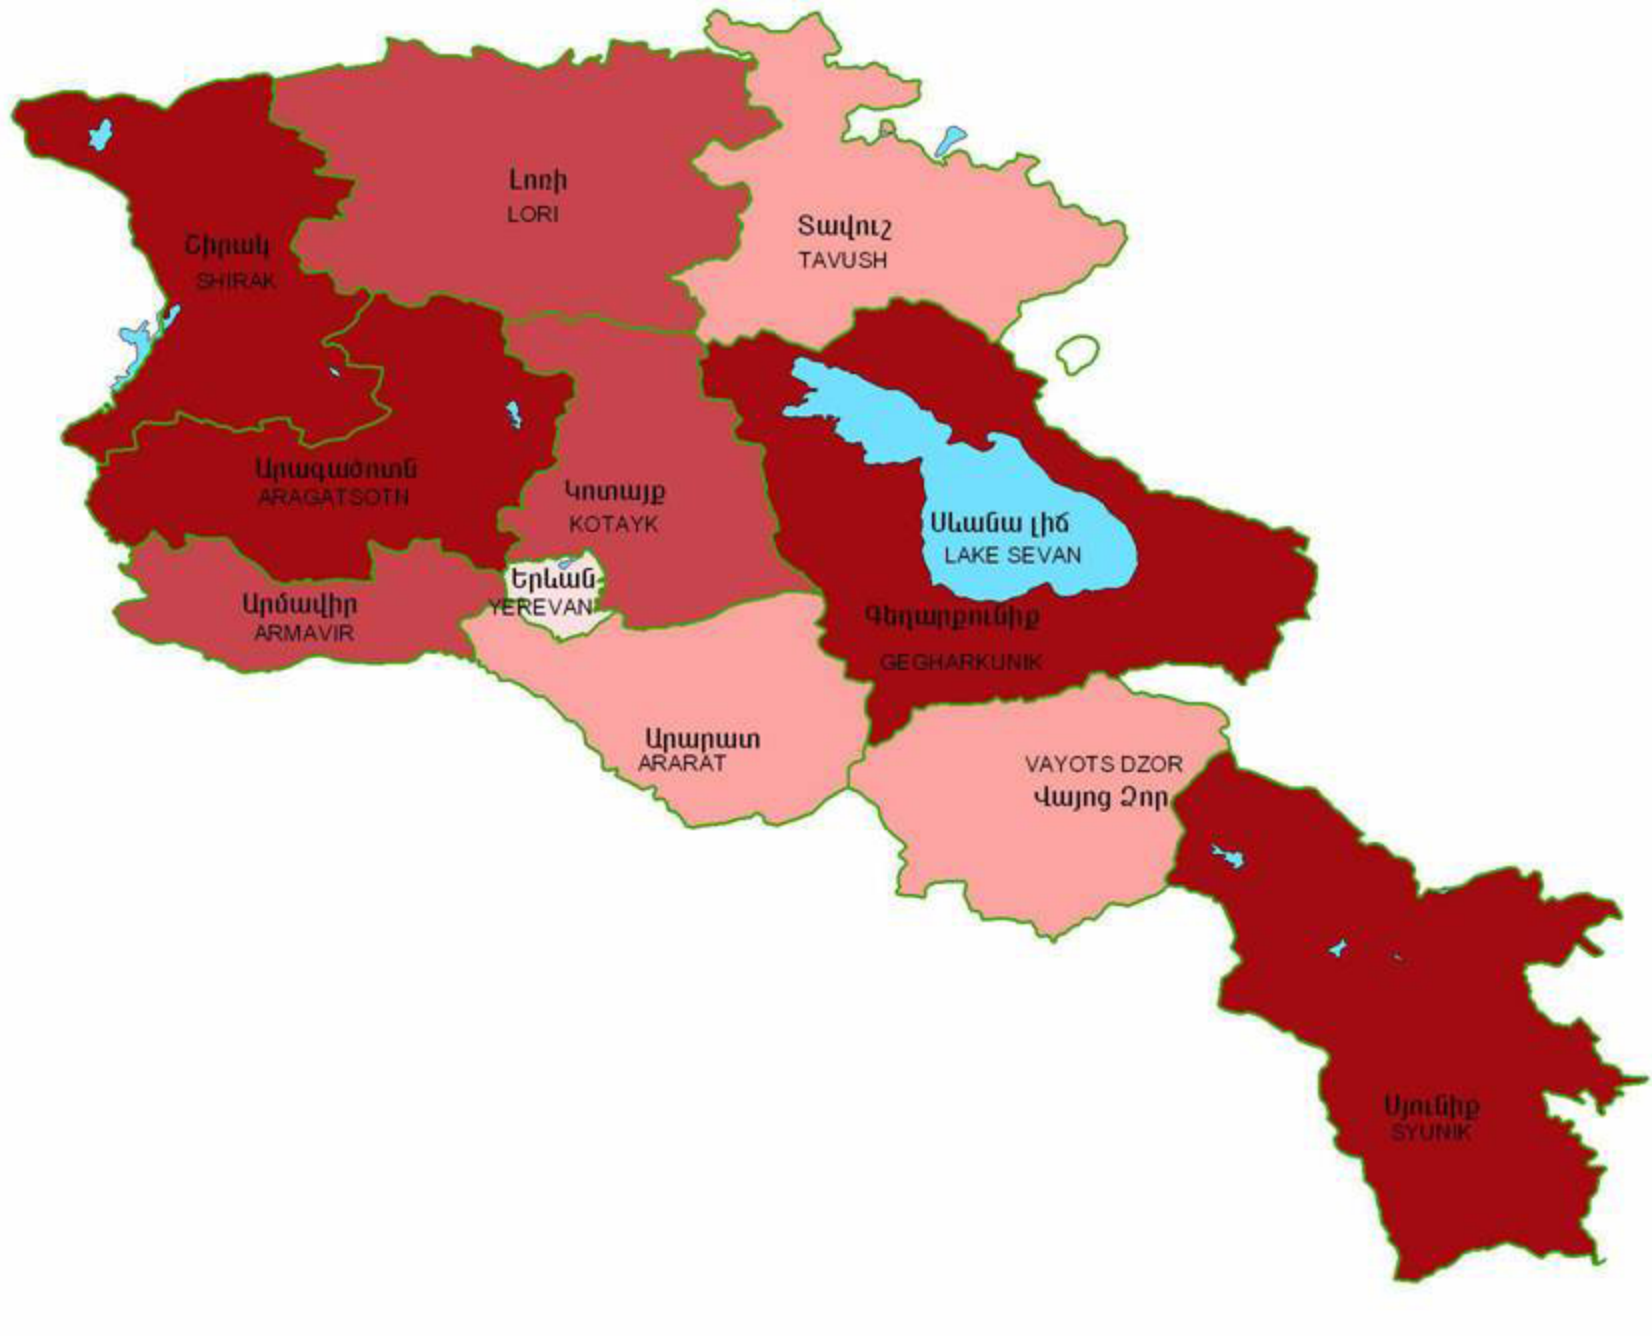 Լոռի
LORI
Տավուշ
TAVUSH
Շիրակ
SHIRAK
Արագածոտն
ARAGATSOTN
Կոտայք
KOTAYK
Սևանա լիճ
LAKE SEVAN
Երևան
YEREVAN
Արմավիր
ARMAVIR
Գեղարքունիք
GEGHARKUNIK
Արարատ
ARARAT
VAYOTS DZOR
Վայոց Ձոր
Սյունիք
SYUNIK